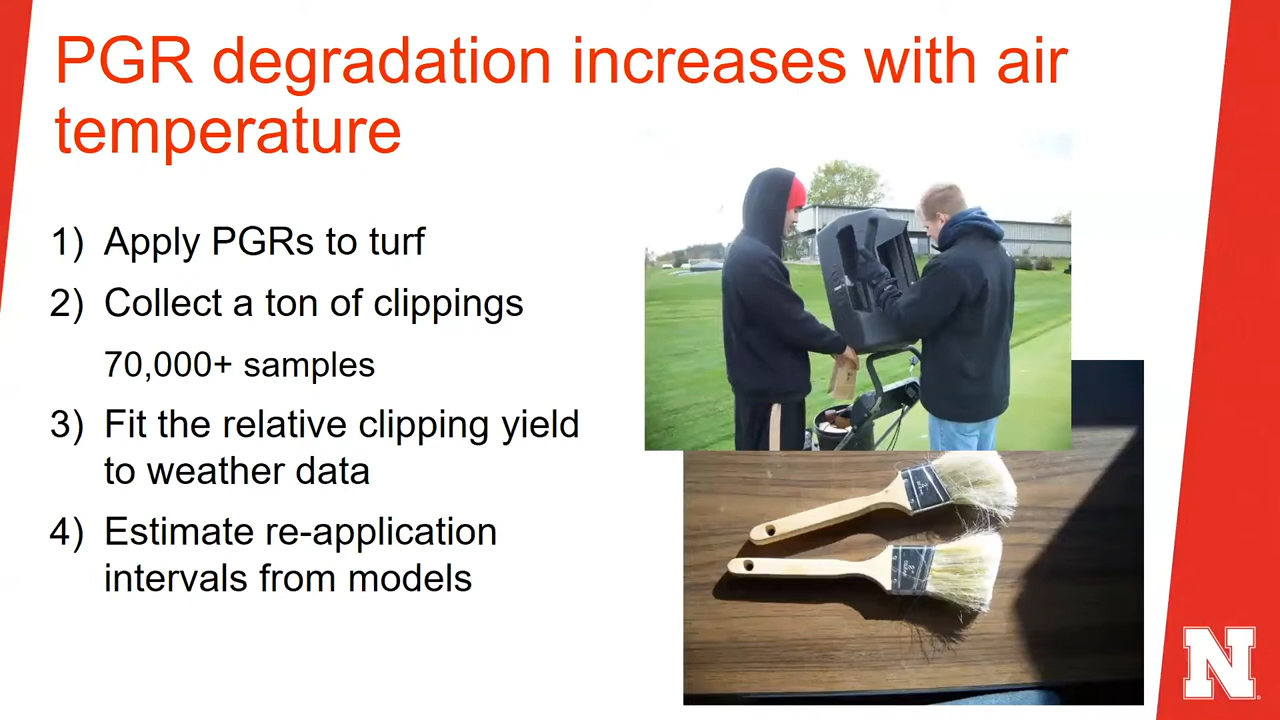 PGR degradation increases with air
temperature
1) Apply PGRs to turf
2) Collect a ton of clippings
70,000+ samples
3) Fit the relative clipping yield
to weather data
4) Estimate re-application
intervals from models
N